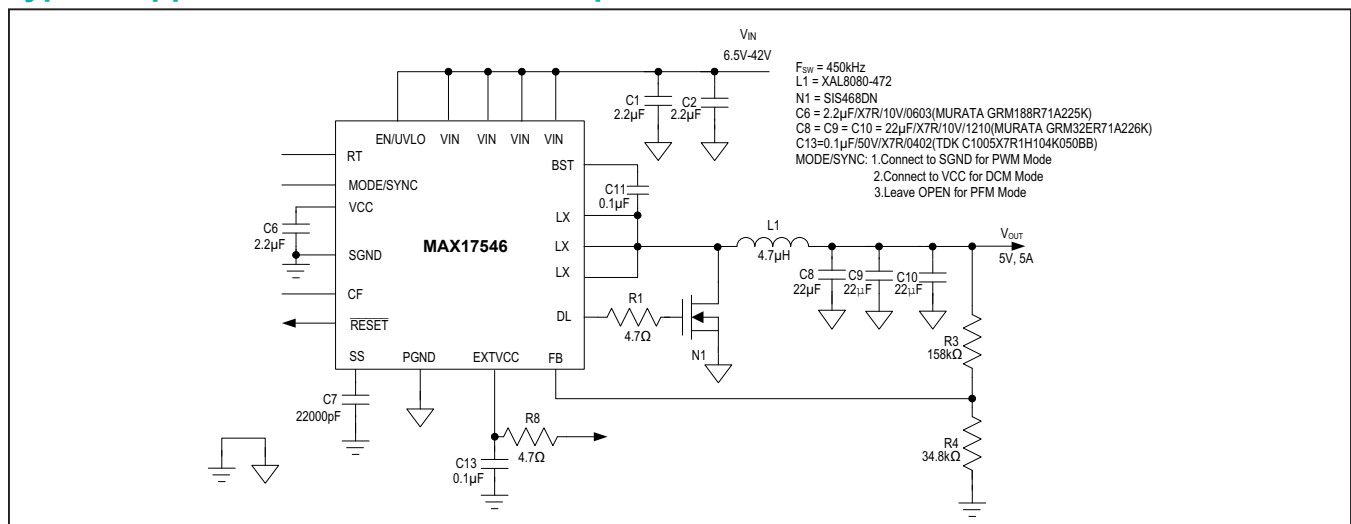 VIN
6.5V-42V
FSW = 450kHz
L1 = XAL8080-472
N1 = SIS468DN
C6 = 2.2µF/X7R/10V/0603(MURATA GRM188R71A225K)
C8 = C9 = C10 = 22µF/X7R/10V/1210(MURATA GRM32ER71A226K)
C13=0.1µF/50V/X7R/0402(TDK C1005X7R1H104K050BB)
MODE/SYNC: 1.Connect to SGND for PWM Mode
2.Connect to VCC for DCM Mode
3.Leave OPEN for PFM Mode
C1
2.2µF
C2
2.2µF
EN/UVLO VIN VIN VIN VIN
RT
BST
MODE/SYNC
C11
0.1µF
VCC
LX
C6
2.2µF
MAX17546
LX
L1
4.7µH
VOUT
5V, 5A
SGND
LX
C8
22µF
C9
22µF
C10
22µF
CF
DL
R1
4.7Ω
N1
RESET
R3
158kΩ
SS PGND EXTVCC FB
C7
22000pF
R8
4.7Ω
R4
34.8kΩ
C13
0.1µF